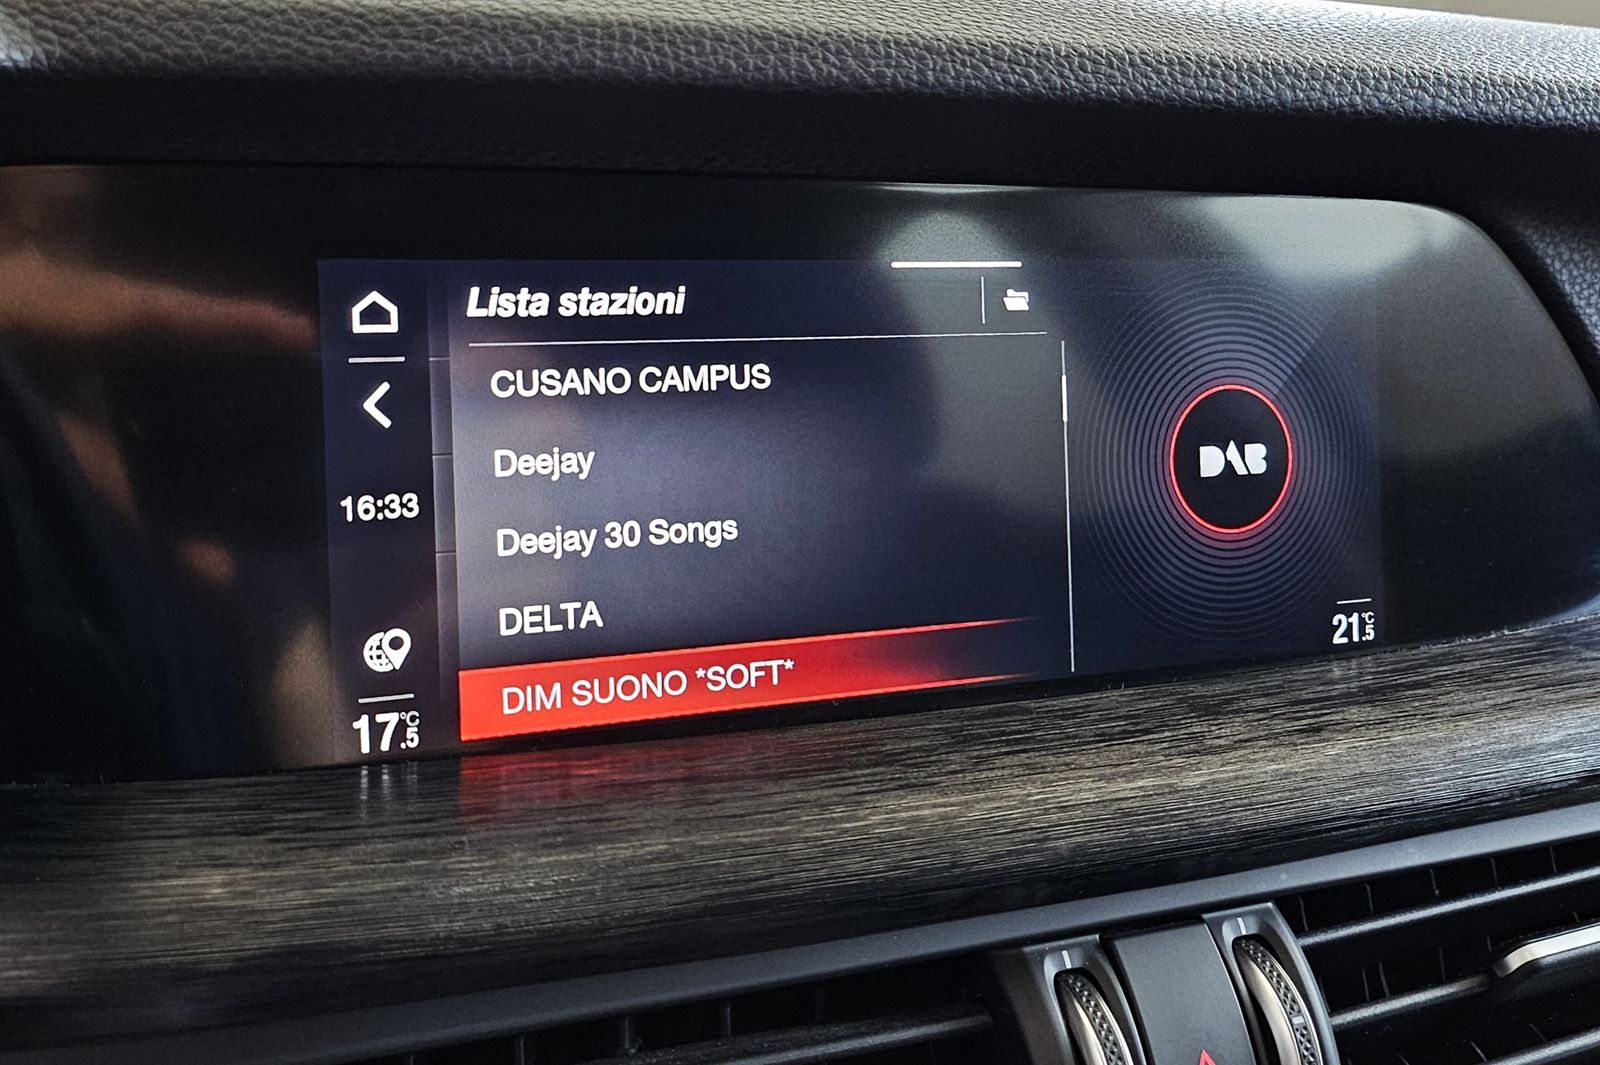 Lista stazioni
CUSANO CAMPUS
Deejay
16:33
Deejay 30 Songs
DELTA
DIM SUONO *SOFT*
17.5°C
DAB
21.5°C